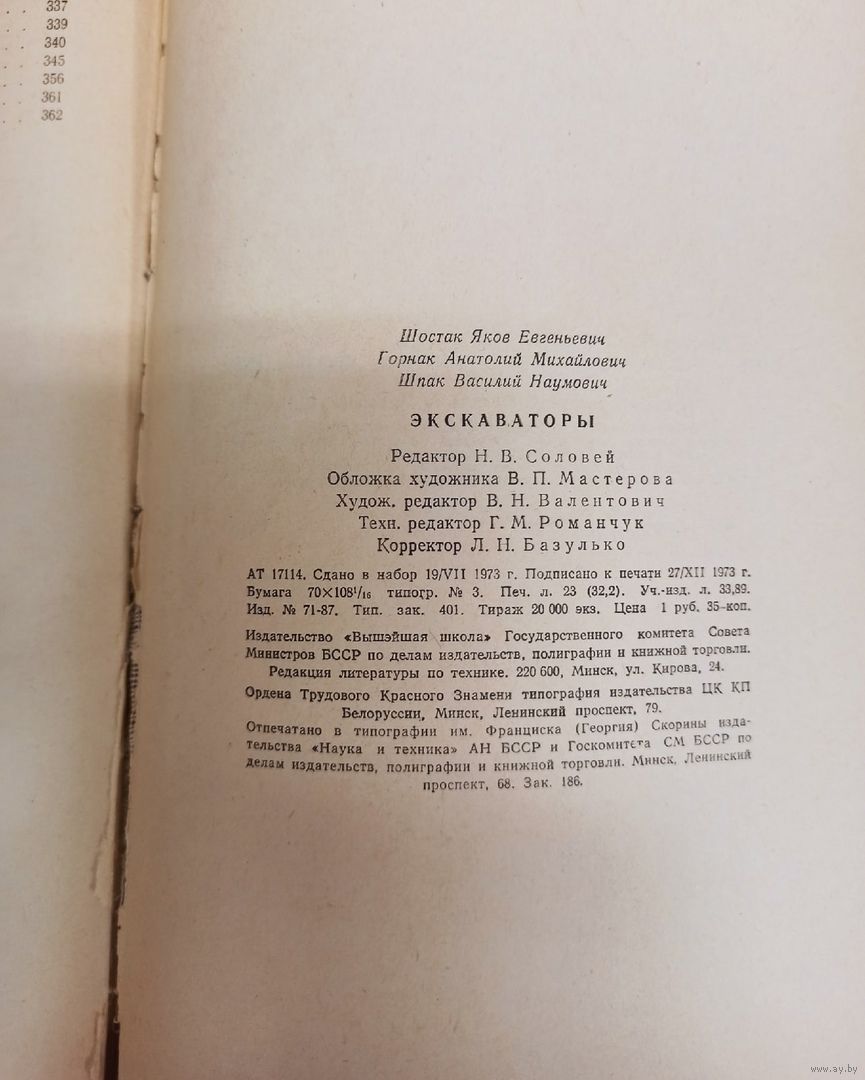 . . 337
. . 339
. . 340
. . 345
. . 356
. . 361
. . 362
Шостак Яков Евгеньевич
Горнак Анатолий Михайлович
Шпак Василий Наумович
ЭКСКАВАТОРЫ
Редактор Н. В. Соловей
Обложка художника В. П. Мастерова
Худож. редактор В. Н. Валентович
Техн. редактор Г. М. Романчук
Корректор Л. Н. Базулько
АТ 17114. Сдано в набор 19/VII 1973 г. Подписано к печати 27/XII 1973 г.
Бумага 70×108¹/₁₆ типогр. № 3. Печ. л. 23 (32,2). Уч.-изд. л. 33,89.
Изд. № 71-87. Тип. зак. 401. Тираж 20 000 экз. Цена 1 руб. 35 коп.
Издательство «Вышэйшая школа» Государственного комитета Совета
Министров БССР по делам издательств, полиграфии и книжной торговли.
Редакция литературы по технике. 220 600, Минск, ул. Кирова, 24.
Ордена Трудового Красного Знамени типография издательства ЦК КП
Белоруссии, Минск, Ленинский проспект, 79.
Отпечатано в типографии им. Франциска (Георгия) Скорины изда-
тельства «Наука и техника» АН БССР и Госкомитета СМ БССР по
делам издательств, полиграфии и книжной торговли. Минск, Ленинский
проспект, 68. Зак. 186.
www.ay.by